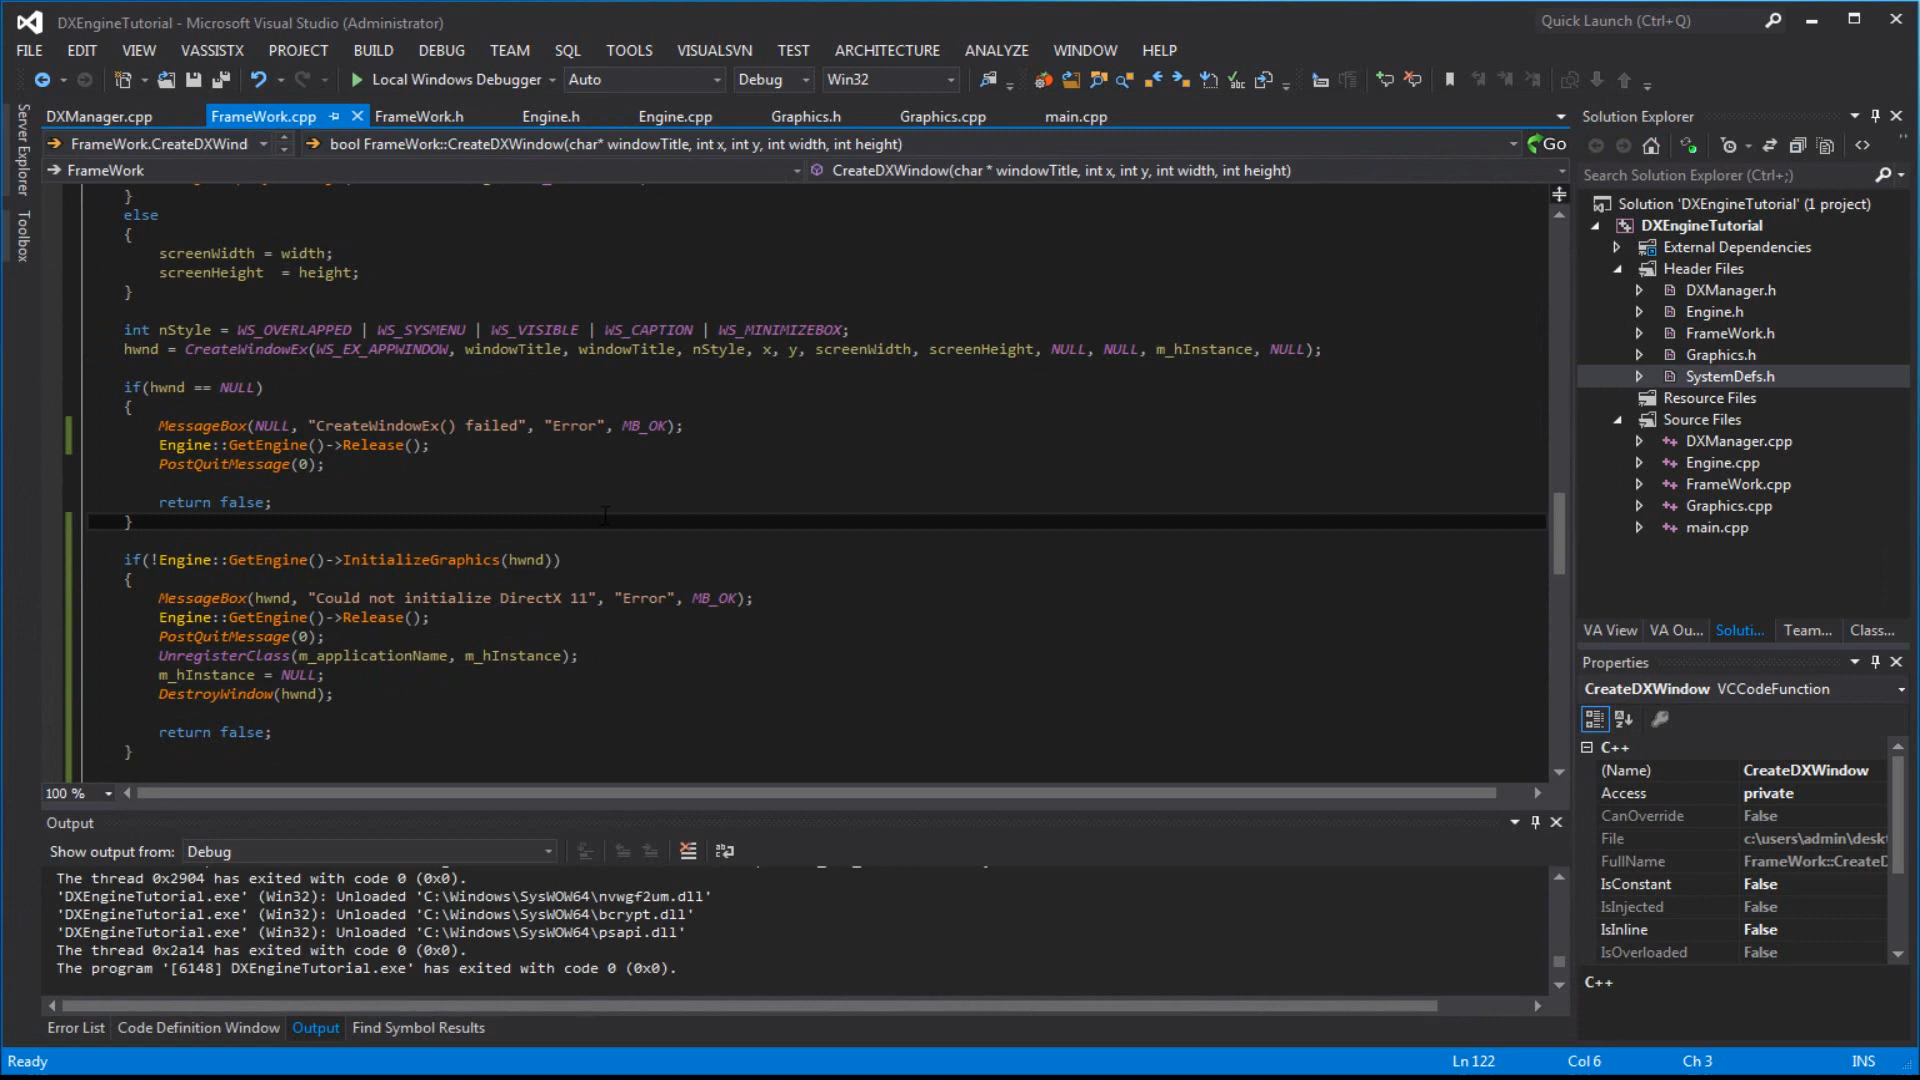 DXEngineTutorial - Microsoft Visual Studio (Administrator)
Quick Launch (Ctrl+Q)
FILE EDIT VIEW VASSISTX PROJECT BUILD DEBUG TEAM SQL TOOLS VISUALSVN TEST ARCHITECTURE ANALYZE WINDOW HELP
Local Windows Debugger Auto Debug Win32
DXManager.cpp FrameWork.cpp FrameWork.h Engine.h Engine.cpp Graphics.h Graphics.cpp main.cpp
FrameWork.CreateDXWind bool FrameWork::CreateDXWindow(char* windowTitle, int x, int y, int width, int height) Go
FrameWork CreateDXWindow(char * windowTitle, int x, int y, int width, int height)
Server Explorer
Toolbox
}
else
{
screenWidth = width;
screenHeight = height;
}
int nStyle = WS_OVERLAPPED | WS_SYSMENU | WS_VISIBLE | WS_CAPTION | WS_MINIMIZEBOX;
hwnd = CreateWindowEx(WS_EX_APPWINDOW, windowTitle, windowTitle, nStyle, x, y, screenWidth, screenHeight, NULL, NULL, m_hInstance, NULL);
if(hwnd == NULL)
{
MessageBox(NULL, "CreateWindowEx() failed", "Error", MB_OK);
Engine::GetEngine()->Release();
PostQuitMessage(0);
return false;
}
if(!Engine::GetEngine()->InitializeGraphics(hwnd))
{
MessageBox(hwnd, "Could not initialize DirectX 11", "Error", MB_OK);
Engine::GetEngine()->Release();
PostQuitMessage(0);
UnregisterClass(m_applicationName, m_hInstance);
m_hInstance = NULL;
DestroyWindow(hwnd);
return false;
}
100 %
Output
Show output from: Debug
The thread 0x2904 has exited with code 0 (0x0).
'DXEngineTutorial.exe' (Win32): Unloaded 'C:\Windows\SysWOW64\nvwgf2um.dll'
'DXEngineTutorial.exe' (Win32): Unloaded 'C:\Windows\SysWOW64\bcrypt.dll'
'DXEngineTutorial.exe' (Win32): Unloaded 'C:\Windows\SysWOW64\psapi.dll'
The thread 0x2a14 has exited with code 0 (0x0).
The program '[6148] DXEngineTutorial.exe' has exited with code 0 (0x0).
Error List Code Definition Window Output Find Symbol Results
Solution Explorer
Search Solution Explorer (Ctrl+;)
Solution 'DXEngineTutorial' (1 project)
DXEngineTutorial
External Dependencies
Header Files
DXManager.h
Engine.h
FrameWork.h
Graphics.h
SystemDefs.h
Resource Files
Source Files
DXManager.cpp
Engine.cpp
FrameWork.cpp
Graphics.cpp
main.cpp
VA View VA Ou... Soluti... Team... Class...
Properties
CreateDXWindow VCCodeFunction
C++
(Name) CreateDXWindow
Access private
CanOverride False
File c:\users\admin\deskt
FullName FrameWork::CreateD
IsConstant False
IsInjected False
IsInline False
IsOverloaded False
C++
Ready Ln 122 Col 6 Ch 3 INS